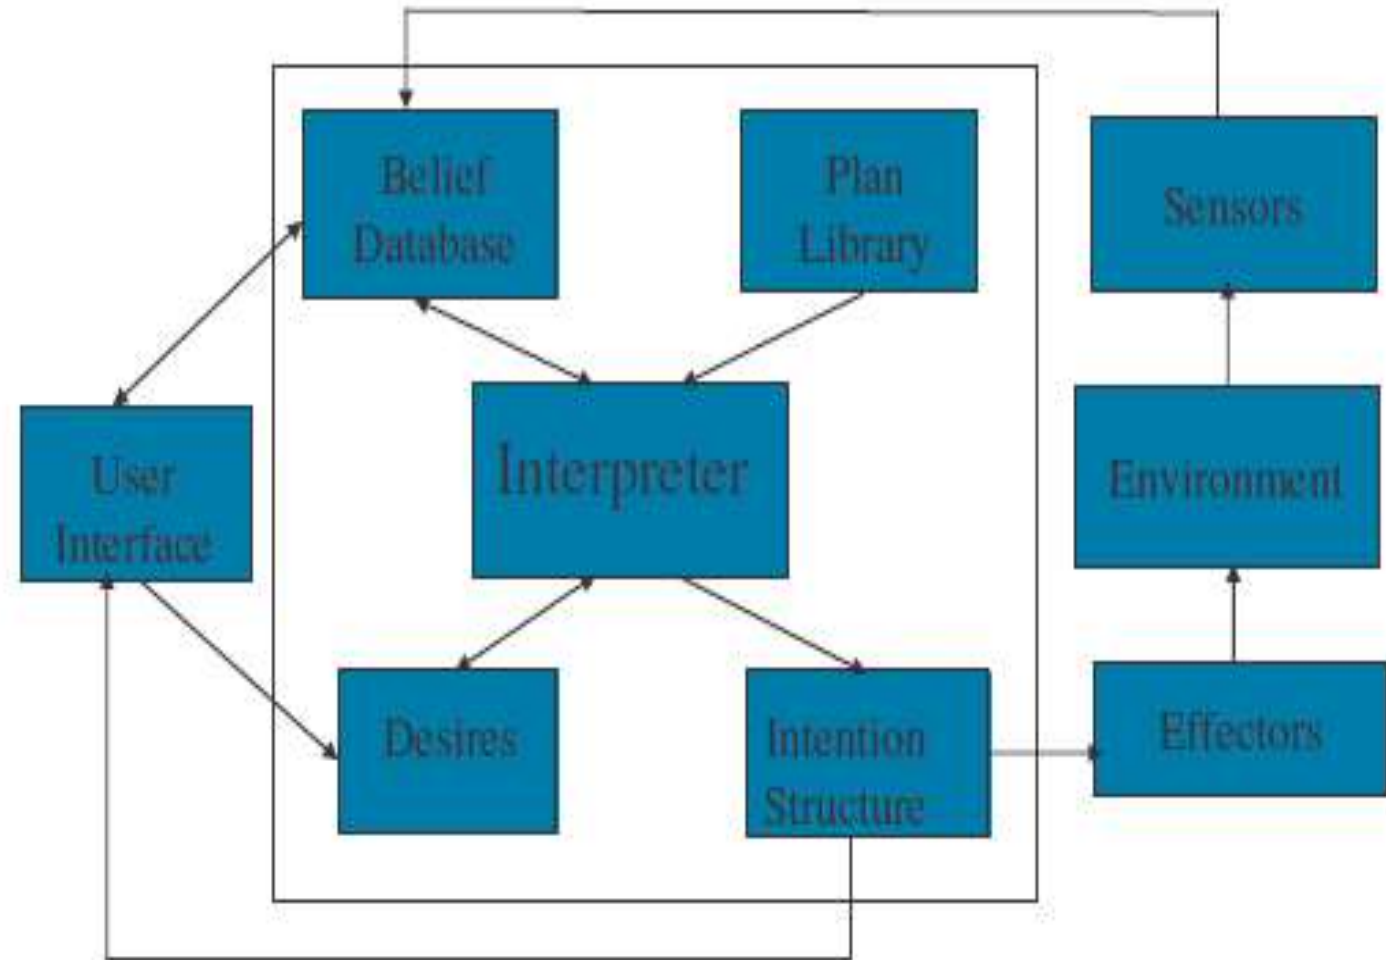 Belief
Database
Plan
Library
Sensors
User
Interface
Interpreter
Environment
Desires
Intention
Structure
Effectors